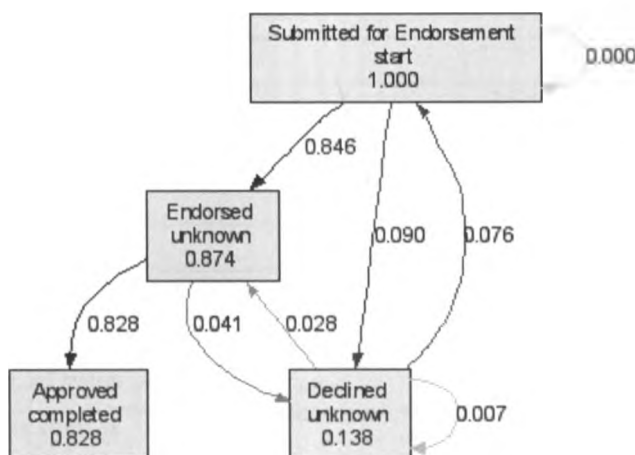 Submitted for Endorsement
start
1.000
0.000
0.846
Endorsed
unknown
0.874
0.090
0.076
0.828
0.041
0.028
Approved
completed
0.828
Declined
unknown
0.138
0.007